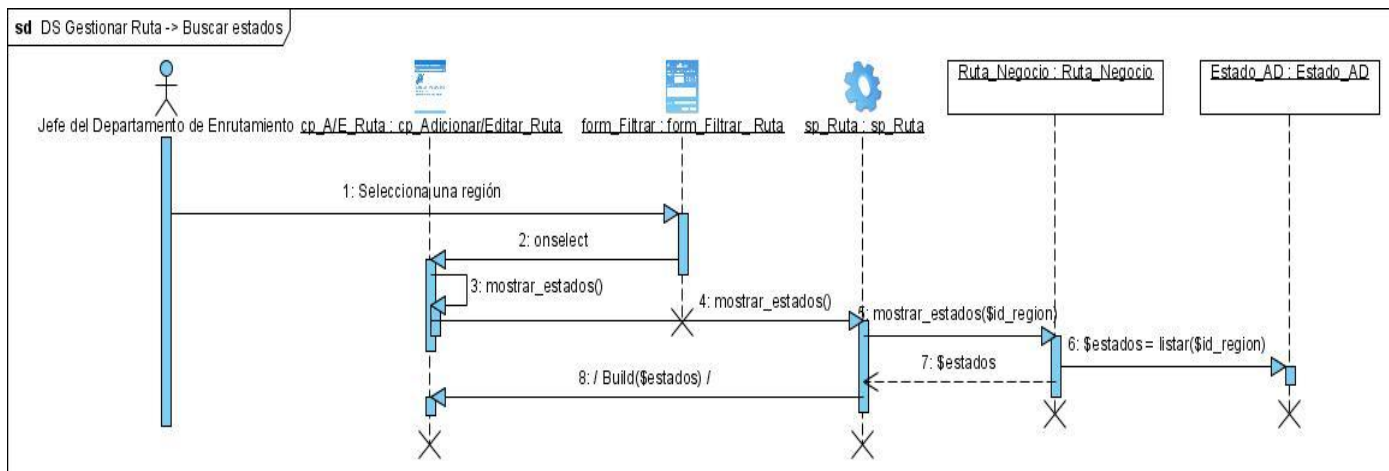 sd DS Gestionar Ruta -> Buscar estados
Ruta_Negocio : Ruta_Negocio
Estado_AD : Estado_AD
Jefe del Departamento de Enrutamiento
cp_A/E_Ruta : cp_Adicionar/Editar_Ruta
form_Filtrar : form_Filtrar_Ruta
sp_Ruta : sp_Ruta
1: Selecciona una región
2: onselect
3: mostrar_estados()
4: mostrar_estados()
5: mostrar_estados($id_region)
6: $estados = listar($id_region)
7: $estados
8: / Build($estados) /